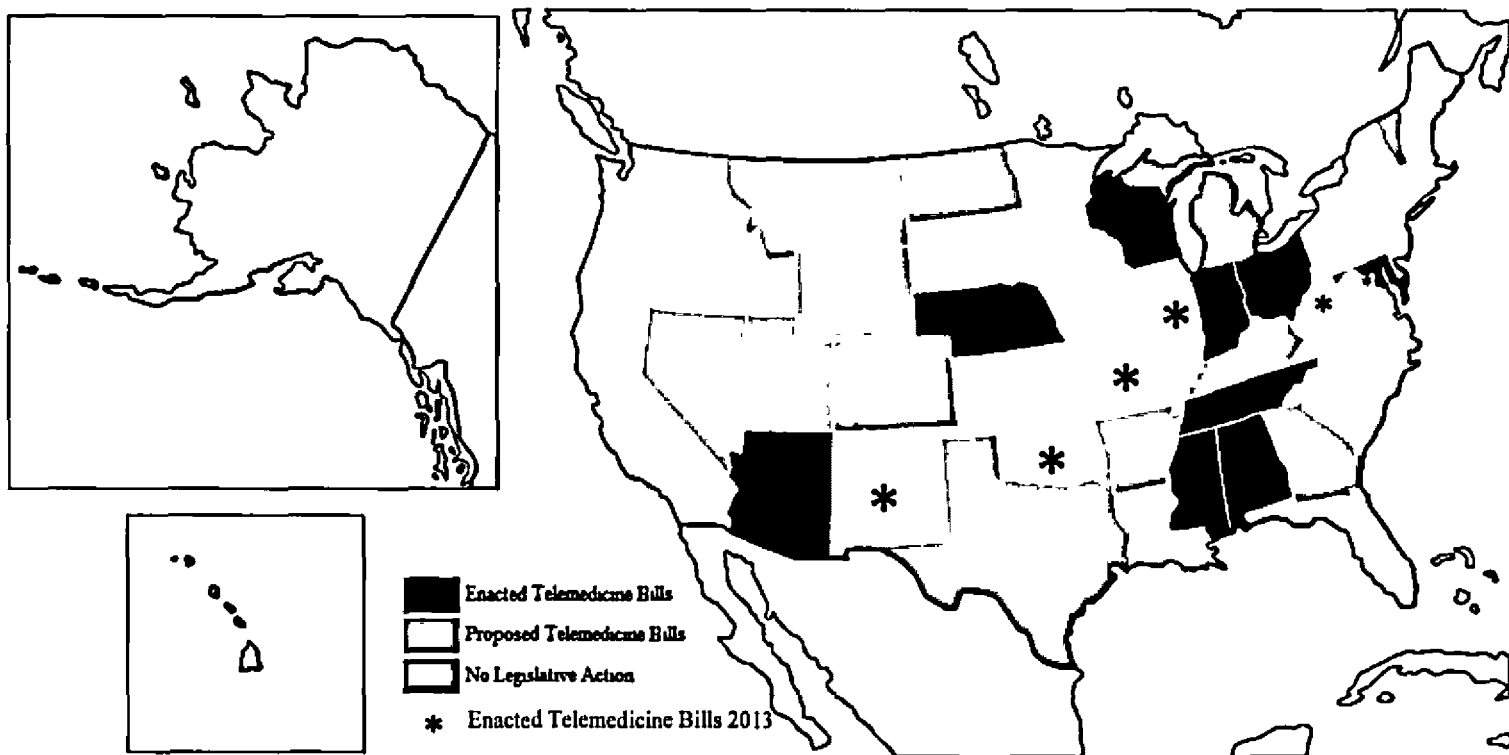 Enacted Telemedicine Bills
Proposed Telemedicine Bills
No Legislative Action
* Enacted Telemedicine Bills 2013